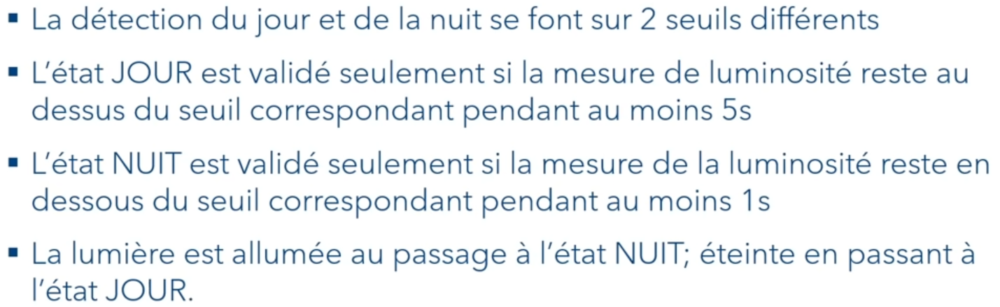 ▪ La détection du jour et de la nuit se font sur 2 seuils différents
▪ L’état JOUR est validé seulement si la mesure de luminosité reste au
dessus du seuil correspondant pendant au moins 5s
▪ L’état NUIT est validé seulement si la mesure de la luminosité reste en
dessous du seuil correspondant pendant au moins 1s
▪ La lumière est allumée au passage à l’état NUIT; éteinte en passant à
l’état JOUR.